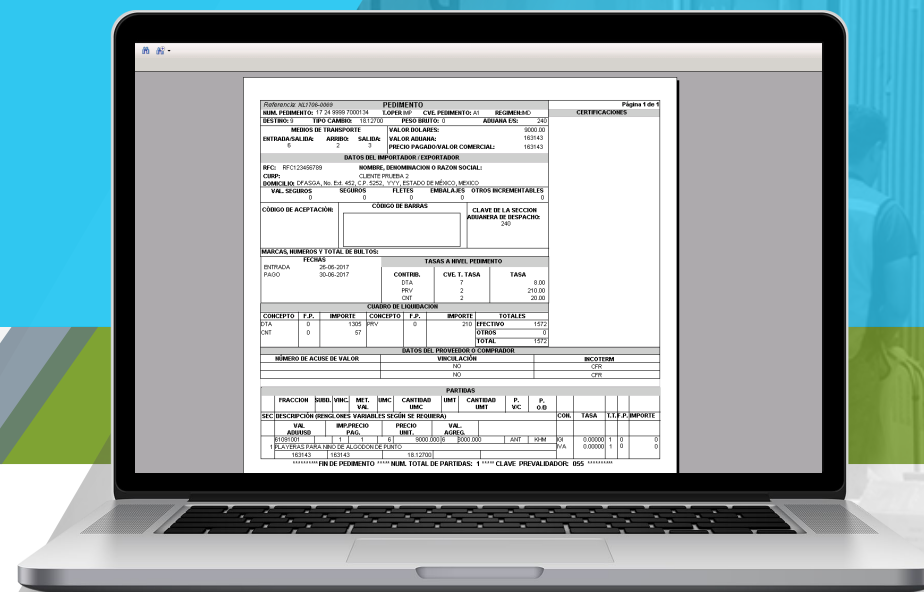 Referencia: NL1706-0069 PEDIMENTO Página 1 de 1
NUM. PEDIMENTO: 17 24 9999 7000134 T.OPER IMP CVE. PEDIMENTO: A1 REGIMEN:IMD CERTIFICACIONES
DESTINO: 9 TIPO CAMBIO: 18.12700 PESO BRUTO: 0 ADUANA E/S: 240
MEDIOS DE TRANSPORTE VALOR DOLARES: 9000.00
ENTRADA/SALIDA: ARRIBO: SALIDA: VALOR ADUANA: 163143
6 2 3 PRECIO PAGADO/VALOR COMERCIAL: 163143
DATOS DEL IMPORTADOR / EXPORTADOR
RFC: RFC123456789 NOMBRE, DENOMINACION O RAZON SOCIAL:
CURP: CLIENTE PRUEBA 2
DOMICILIO: DFASGA, No. Ext. 452, C.P. 5252, YYY, ESTADO DE MÉXICO, MEXICO
VAL. SEGUROS SEGUROS FLETES EMBALAJES OTROS INCREMENTABLES
0 0 0 0 0
CÓDIGO DE ACEPTACIÓN: CÓDIGO DE BARRAS CLAVE DE LA SECCION
ADUANERA DE DESPACHO:
240
MARCAS, NUMEROS Y TOTAL DE BULTOS:
FECHAS TASAS A NIVEL PEDIMENTO
ENTRADA 26-06-2017
PAGO 30-06-2017 CONTRIB. CVE. T. TASA TASA
DTA 7 8.00
PRV 2 210.00
CNT 2 20.00
CUADRO DE LIQUIDACION
CONCEPTO F.P. IMPORTE CONCEPTO F.P. IMPORTE TOTALES
DTA 0 1305 PRV 0 210 EFECTIVO 1572
CNT 0 57 OTROS 0
TOTAL 1572
DATOS DEL PROVEEDOR O COMPRADOR
NÚMERO DE ACUSE DE VALOR VINCULACIÓN INCOTERM
NO CFR
NO CFR
PARTIDAS
FRACCION SUBD. VINC. MET. VAL UMC CANTIDAD UMC UMT CANTIDAD UMT P. V/C P. O/D
SEC DESCRIPCIÓN (RENGLONES VARIABLES SEGÚN SE REQUIERA) CON. TASA T.T. F.P. IMPORTE
VAL ADU/USD IMP.PRECIO PAG. PRECIO UNIT. VAL. AGREG.
61091001 1 1 6 9000.000 6 ANT KHM IGI 0.00000 1 0 0
1 PLAYERAS PARA NINO DE ALGODON DE PUNTO IVA 0.00000 1 0 0
163143 163143 18.12700
********** FIN DE PEDIMENTO ***** NUM. TOTAL DE PARTIDAS: 1 ***** CLAVE PREVALIDADOR: 055 **********